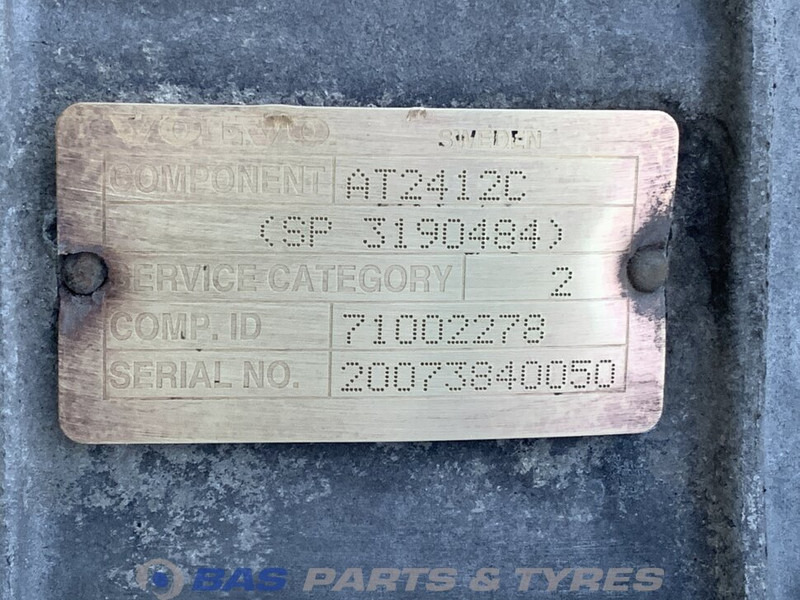 VOLVO SWEDEN
COMPONENT AT2412C
(SP 3190484)
SERVICE CATEGORY 2
COMP. ID 71002278
SERIAL NO. 20073840050
BAS PARTS & TYRES